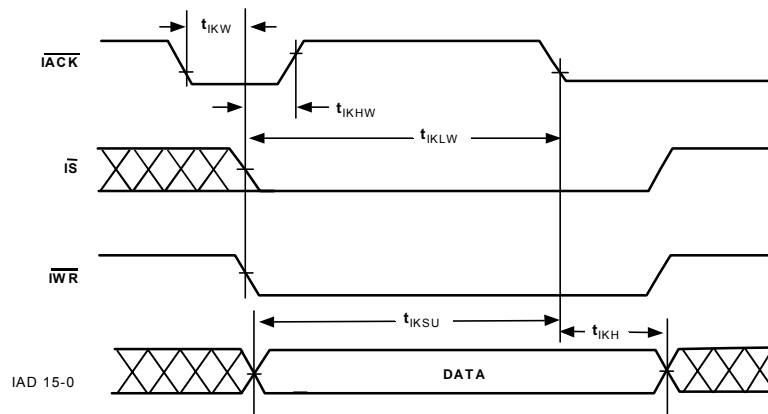 tIKW
IACK
tIKHW
tIKLW
IS
IWR
tIKSU
tIKH
IAD 15-0
DATA